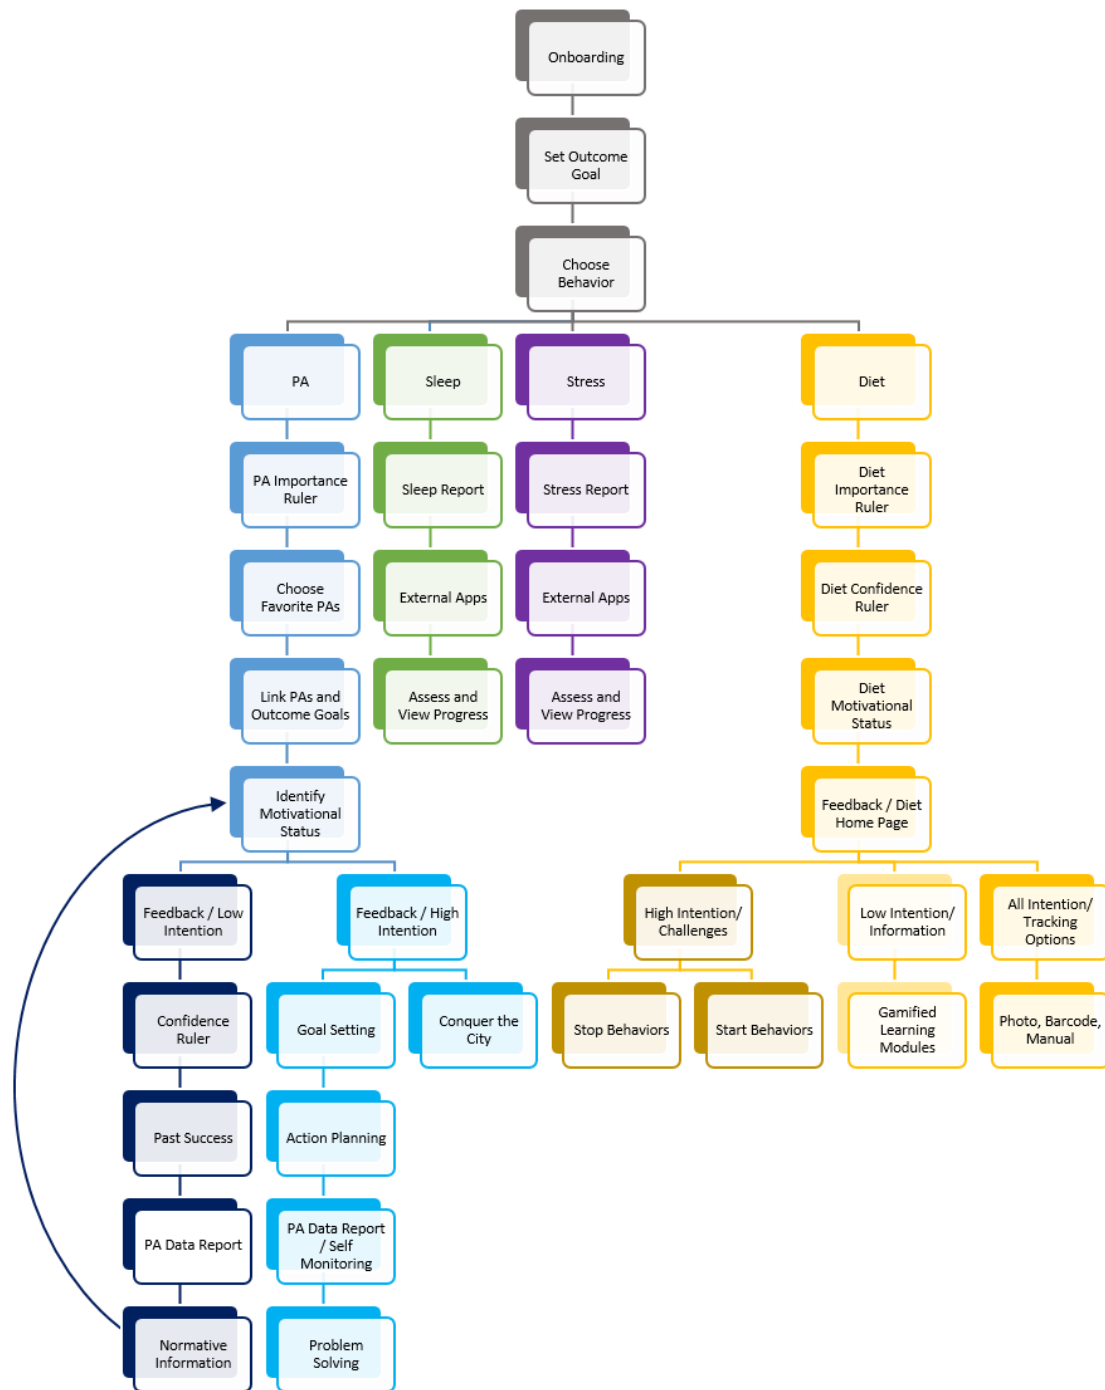 Onboarding
Set Outcome
Goal
Choose
Behavior
PA
Sleep
Stress
Diet
PA Importance
Ruler
Sleep Report
Stress Report
Diet
Importance
Ruler
Choose
Favorite PAs
External Apps
External Apps
Diet Confidence
Ruler
Link PAs and
Outcome Goals
Assess and
View Progress
Assess and
View Progress
Diet
Motivational
Status
Identify
Motivational
Status
Feedback / Diet
Home Page
Feedback / Low
Intention
Feedback / High
Intention
High Intention/
Challenges
Low Intention/
Information
All Intention/
Tracking
Options
Confidence
Ruler
Goal Setting
Conquer the
City
Stop Behaviors
Start Behaviors
Gamified
Learning
Modules
Photo, Barcode,
Manual
Past Success
Action Planning
PA Data Report
PA Data Report
/ Self
Monitoring
Normative
Information
Problem
Solving